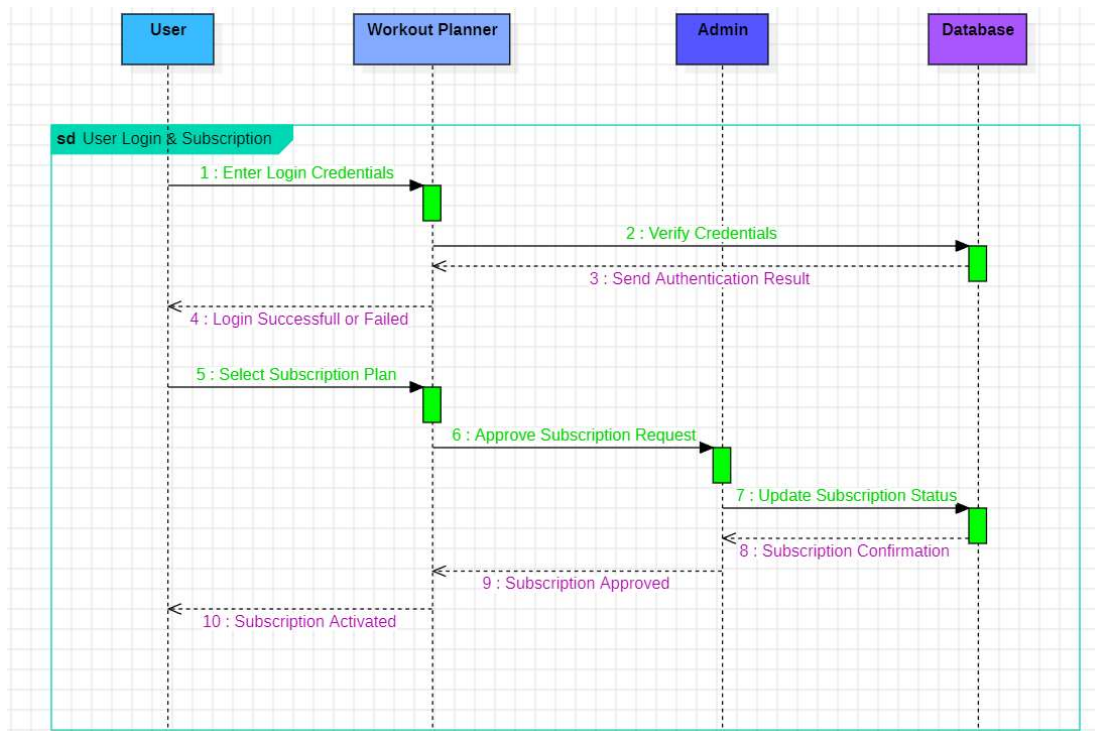 User
Workout Planner
Admin
Database
sd User Login & Subscription
1 : Enter Login Credentials
2 : Verify Credentials
3 : Send Authentication Result
4 : Login Successfull or Failed
5 : Select Subscription Plan
6 : Approve Subscription Request
7 : Update Subscription Status
8 : Subscription Confirmation
9 : Subscription Approved
10 : Subscription Activated